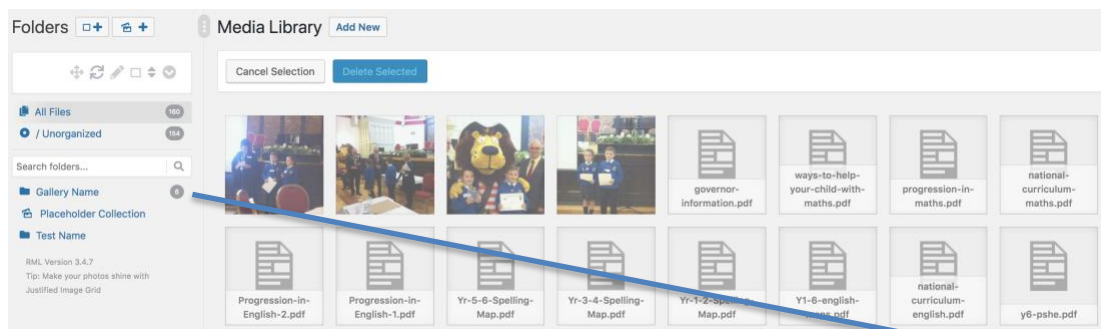 Folders
Media Library Add New
Cancel Selection Delete Selected
All Files 160
/ Unorganized 154
Search folders...
Gallery Name 6
Placeholder Collection
Test Name
RML Version 3.4.7
Tip: Make your photos shine with
Justified Image Grid
governor-
information.pdf
ways-to-help-
your-child-with-
maths.pdf
progression-in-
maths.pdf
national-
curriculum-
maths.pdf
Progression-in-
English-2.pdf
Progression-in-
English-1.pdf
Yr-5-6-Spelling-
Map.pdf
Yr-3-4-Spelling-
Map.pdf
Yr-1-2-Spelling-
Map.pdf
Y1-6-english-
national-
curriculum-
english.pdf
y6-pshe.pdf